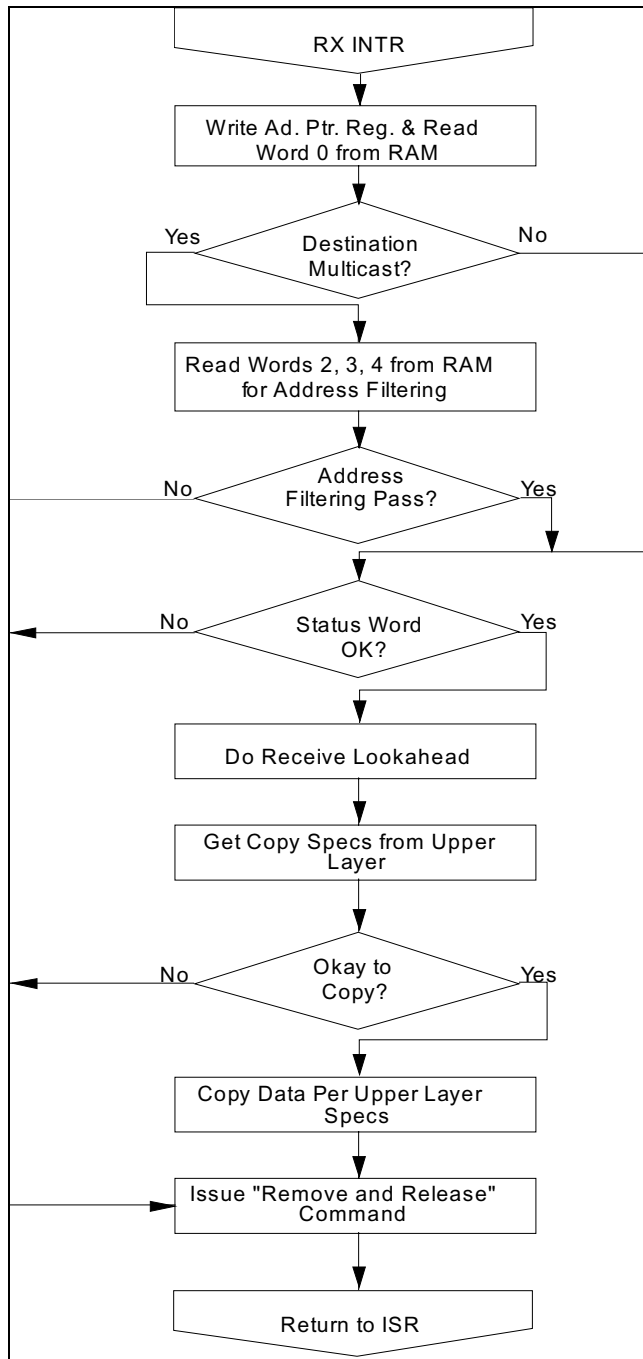 RX INTR
Write Ad. Ptr. Reg. & Read
Word 0 from RAM
Yes
No
Destination
Multicast?
Read Words 2, 3, 4 from RAM
for Address Filtering
No
Address
Filtering Pass?
Yes
No
Status Word
OK?
Yes
Do Receive Lookahead
Get Copy Specs from Upper
Layer
No
Okay to
Copy?
Yes
Copy Data Per Upper Layer
Specs
Issue "Remove and Release"
Command
Return to ISR